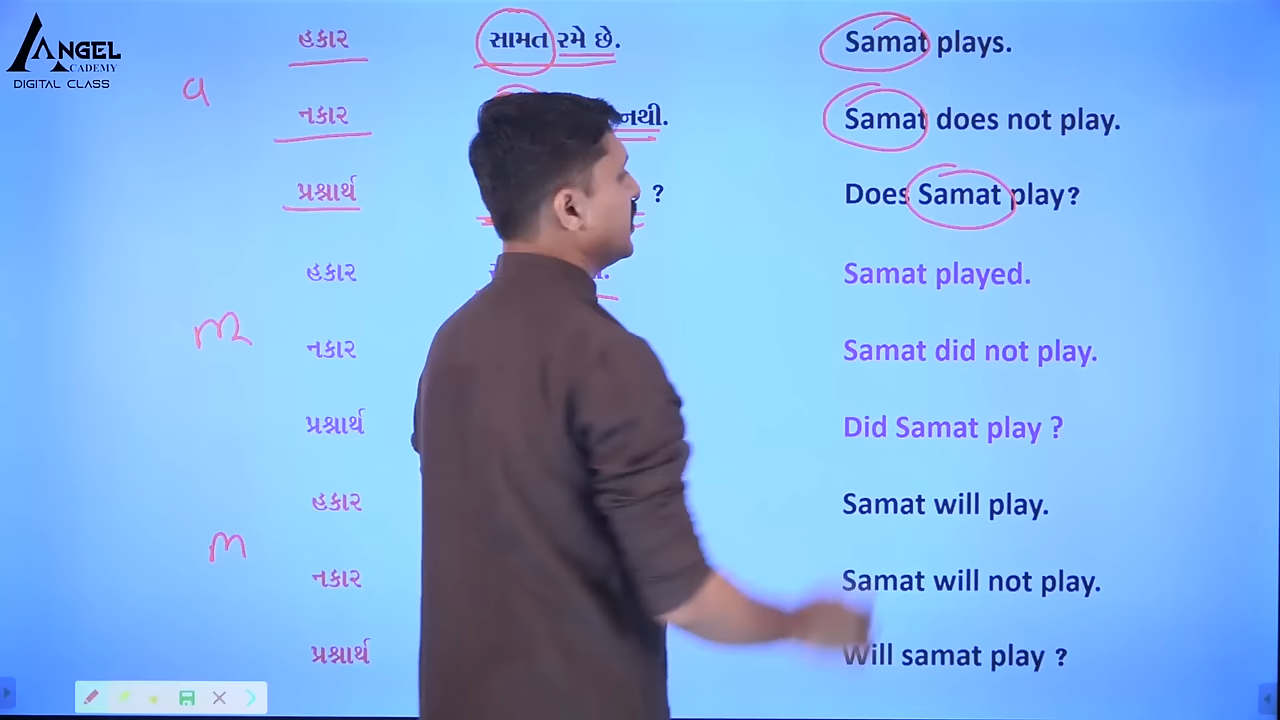 ANGEL
ACADEMY
DIGITAL CLASS
હકાર સામત રમે છે. Samat plays.
નકાર નથી. Samat does not play.
પ્રશ્નાર્થ ? Does Samat play?
હકાર Samat played.
નકાર Samat did not play.
પ્રશ્નાર્થ Did Samat play ?
હકાર Samat will play.
નકાર Samat will not play.
પ્રશ્નાર્થ Will samat play ?